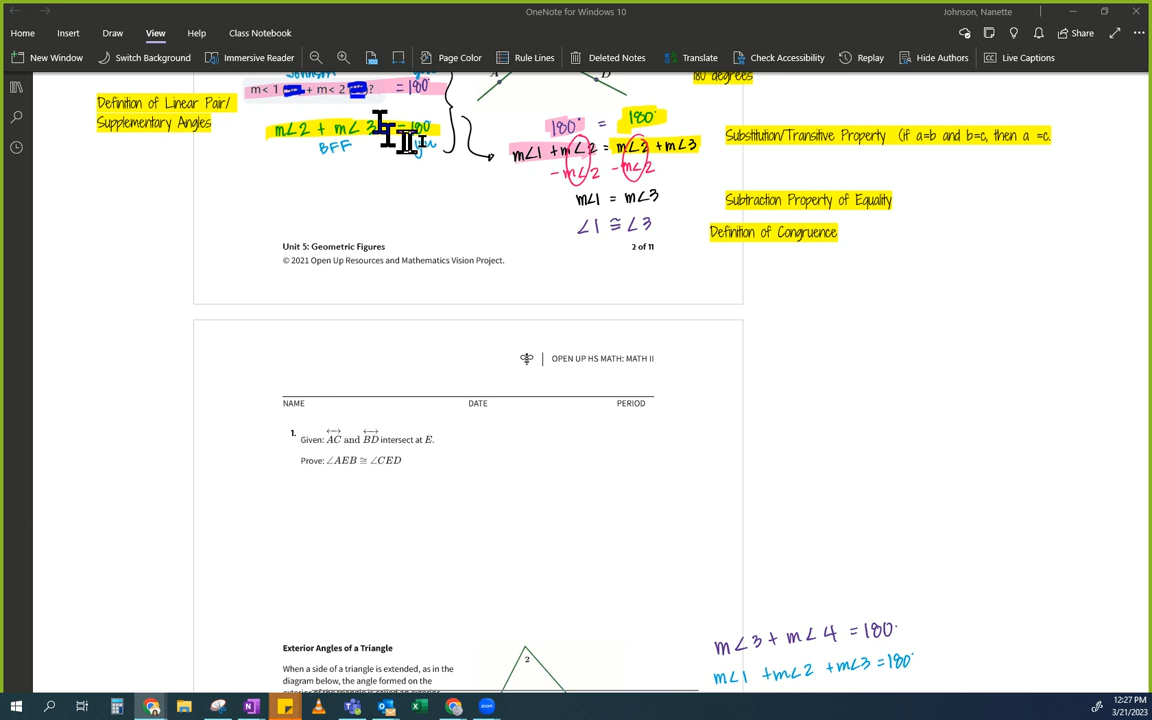 OneNote for Windows 10
Johnson, Nanette
Home Insert Draw View Help Class Notebook
Share
New Window Switch Background Immersive Reader Page Color Rule Lines Deleted Notes Translate Check Accessibility Replay Hide Authors Live Captions
Johnson
A D
180 degrees
m< 1 + m< 2 ? = 180°
Definition of Linear Pair/
Supplementary Angles
m∠2 + m∠3 = 180°
BFF you
180° = 180°
m∠1 + m∠2 = m∠2 + m∠3
-m∠2 -m∠2
m∠1 = m∠3
∠1 ≅ ∠3
Substitution/Transitive Property (if a=b and b=c, then a =c.
Subtraction Property of Equality
Definition of Congruence
Unit 5: Geometric Figures 2 of 11
© 2021 Open Up Resources and Mathematics Vision Project.
OPEN UP HS MATH: MATH II
NAME DATE PERIOD
1.
Given: AC and BD intersect at E.
Prove: ∠AEB ≅ ∠CED
m∠3 + m∠4 = 180°
m∠1 + m∠2 + m∠3 = 180°
Exterior Angles of a Triangle
When a side of a triangle is extended, as in the
diagram below, the angle formed on the
2
12:27 PM
3/21/2023